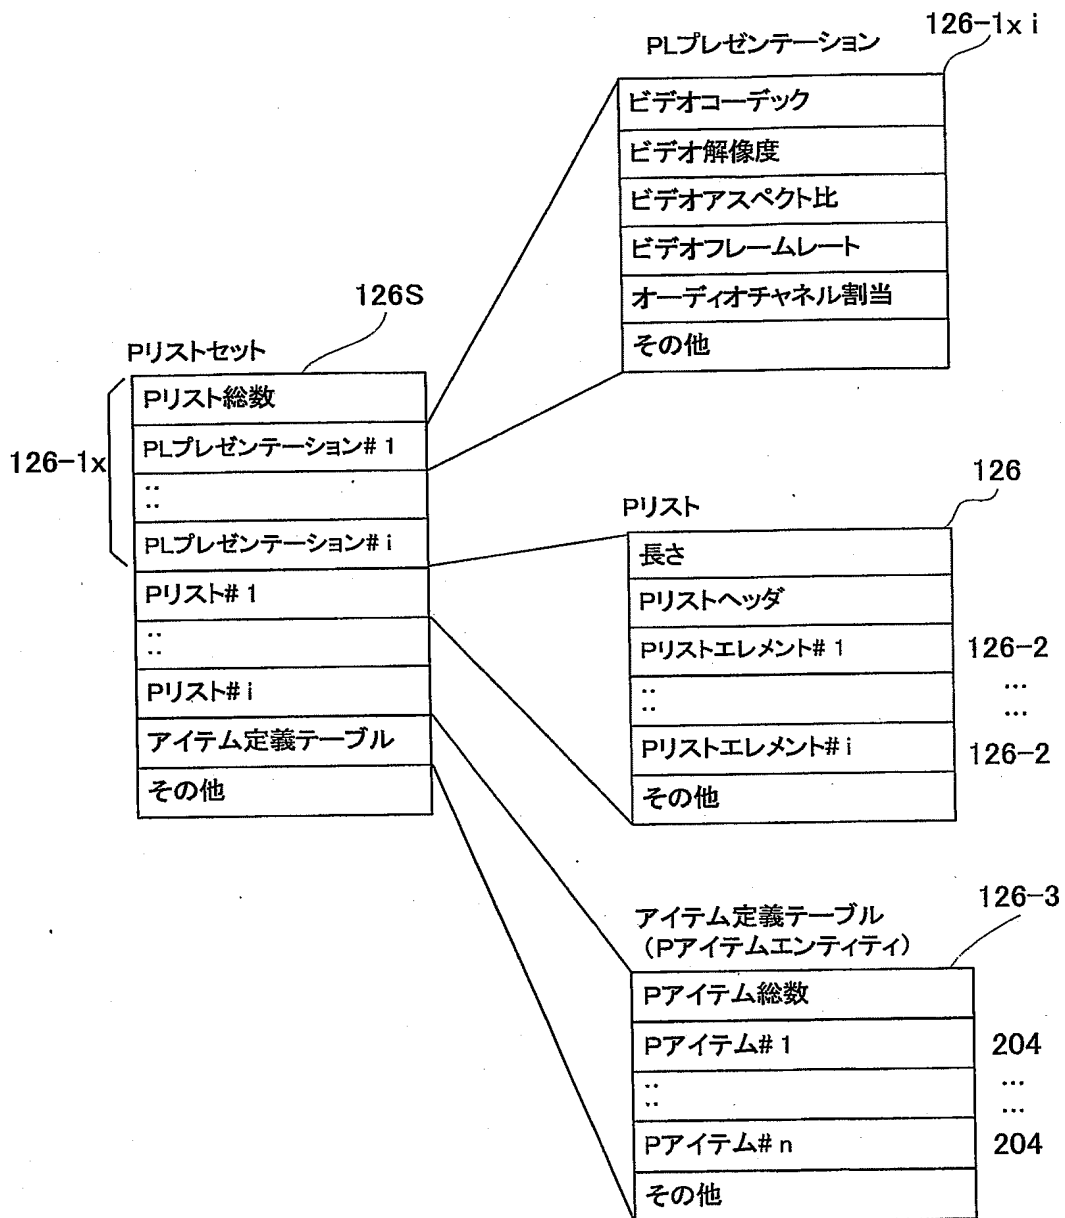 126-1x i
PLプレゼンテーション
ビデオコーデック
ビデオ解像度
ビデオアスペクト比
ビデオフレームレート
オーディオチャネル割当
その他
126S
Pリストセット
Pリスト総数
PLプレゼンテーション#1
::
PLプレゼンテーション#i
126-1x
Pリスト#1
::
Pリスト#i
アイテム定義テーブル
その他
126
Pリスト
長さ
Pリストヘッダ
Pリストエレメント#1 126-2
:: ...
...
Pリストエレメント#i 126-2
その他
126-3
アイテム定義テーブル
(Pアイテムエンティティ)
Pアイテム総数
Pアイテム#1 204
:: ...
...
Pアイテム#n 204
その他